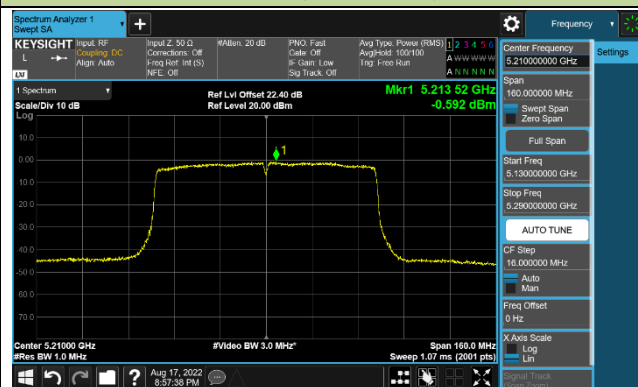 Spectrum Analyzer 1
Swept SA
+
Frequency
KEYSIGHT
L
LXI
Input: RF
Coupling: DC
Align: Auto
Input Z: 50 Ω
Corrections: Off
Freq Ref: Int (S)
NFE: Off
#Atten: 20 dB
PNO: Fast
Gate: Off
IF Gain: Low
Sig Track: Off
Avg Type: Power (RMS)
Avg|Hold: 100/100
Trig: Free Run
1 2 3 4 5 6
A W W W W W
A N N N N N
Center Frequency
5.210000000 GHz
Settings
Span
160.000000 MHz
Swept Span
Zero Span
Full Span
Start Freq
5.130000000 GHz
Stop Freq
5.290000000 GHz
AUTO TUNE
CF Step
16.000000 MHz
Auto
Man
Freq Offset
0 Hz
X Axis Scale
Log
Lin
Signal Track
(Span Zoom)
1 Spectrum
Scale/Div 10 dB
Log
Ref Lvl Offset 22.40 dB
Ref Level 20.00 dBm
Mkr1 5.213 52 GHz
-0.592 dBm
1
10.0
0.00
-10.0
-20.0
-30.0
-40.0
-50.0
-60.0
-70.0
Center 5.21000 GHz
#Res BW 1.0 MHz
#Video BW 3.0 MHz*
Span 160.0 MHz
Sweep 1.07 ms (2001 pts)
?
Aug 17, 2022
8:57:38 PM